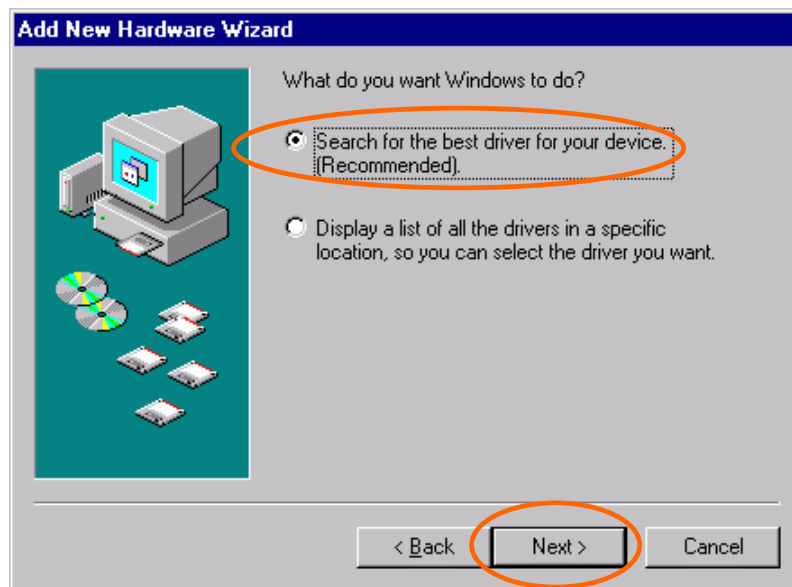 Add New Hardware Wizard
What do you want Windows to do?
Search for the best driver for your device.
(Recommended).
Display a list of all the drivers in a specific
location, so you can select the driver you want.
< Back
Next >
Cancel